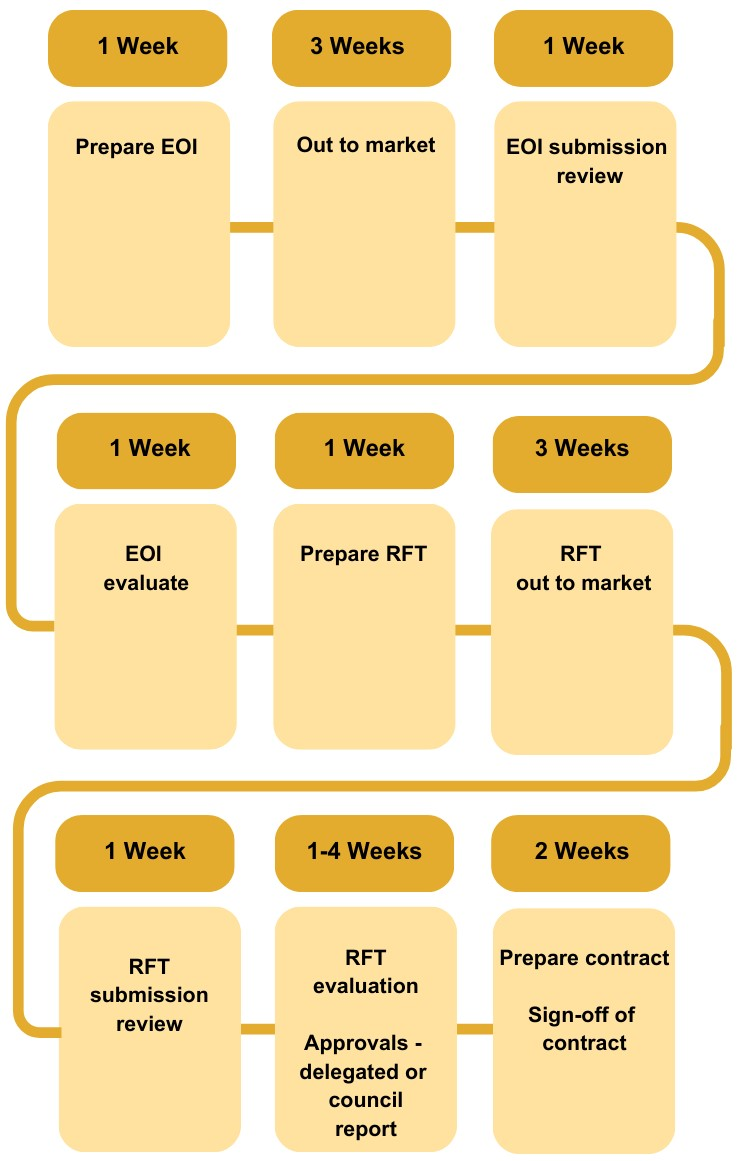 1 Week
3 Weeks
1 Week
Prepare EOI
Out to market
EOI submission
review
1 Week
1 Week
3 Weeks
EOI
evaluate
Prepare RFT
RFT
out to market
1 Week
1-4 Weeks
2 Weeks
RFT
submission
review
RFT
evaluation
Approvals -
delegated or
council
report
Prepare contract
Sign-off of
contract